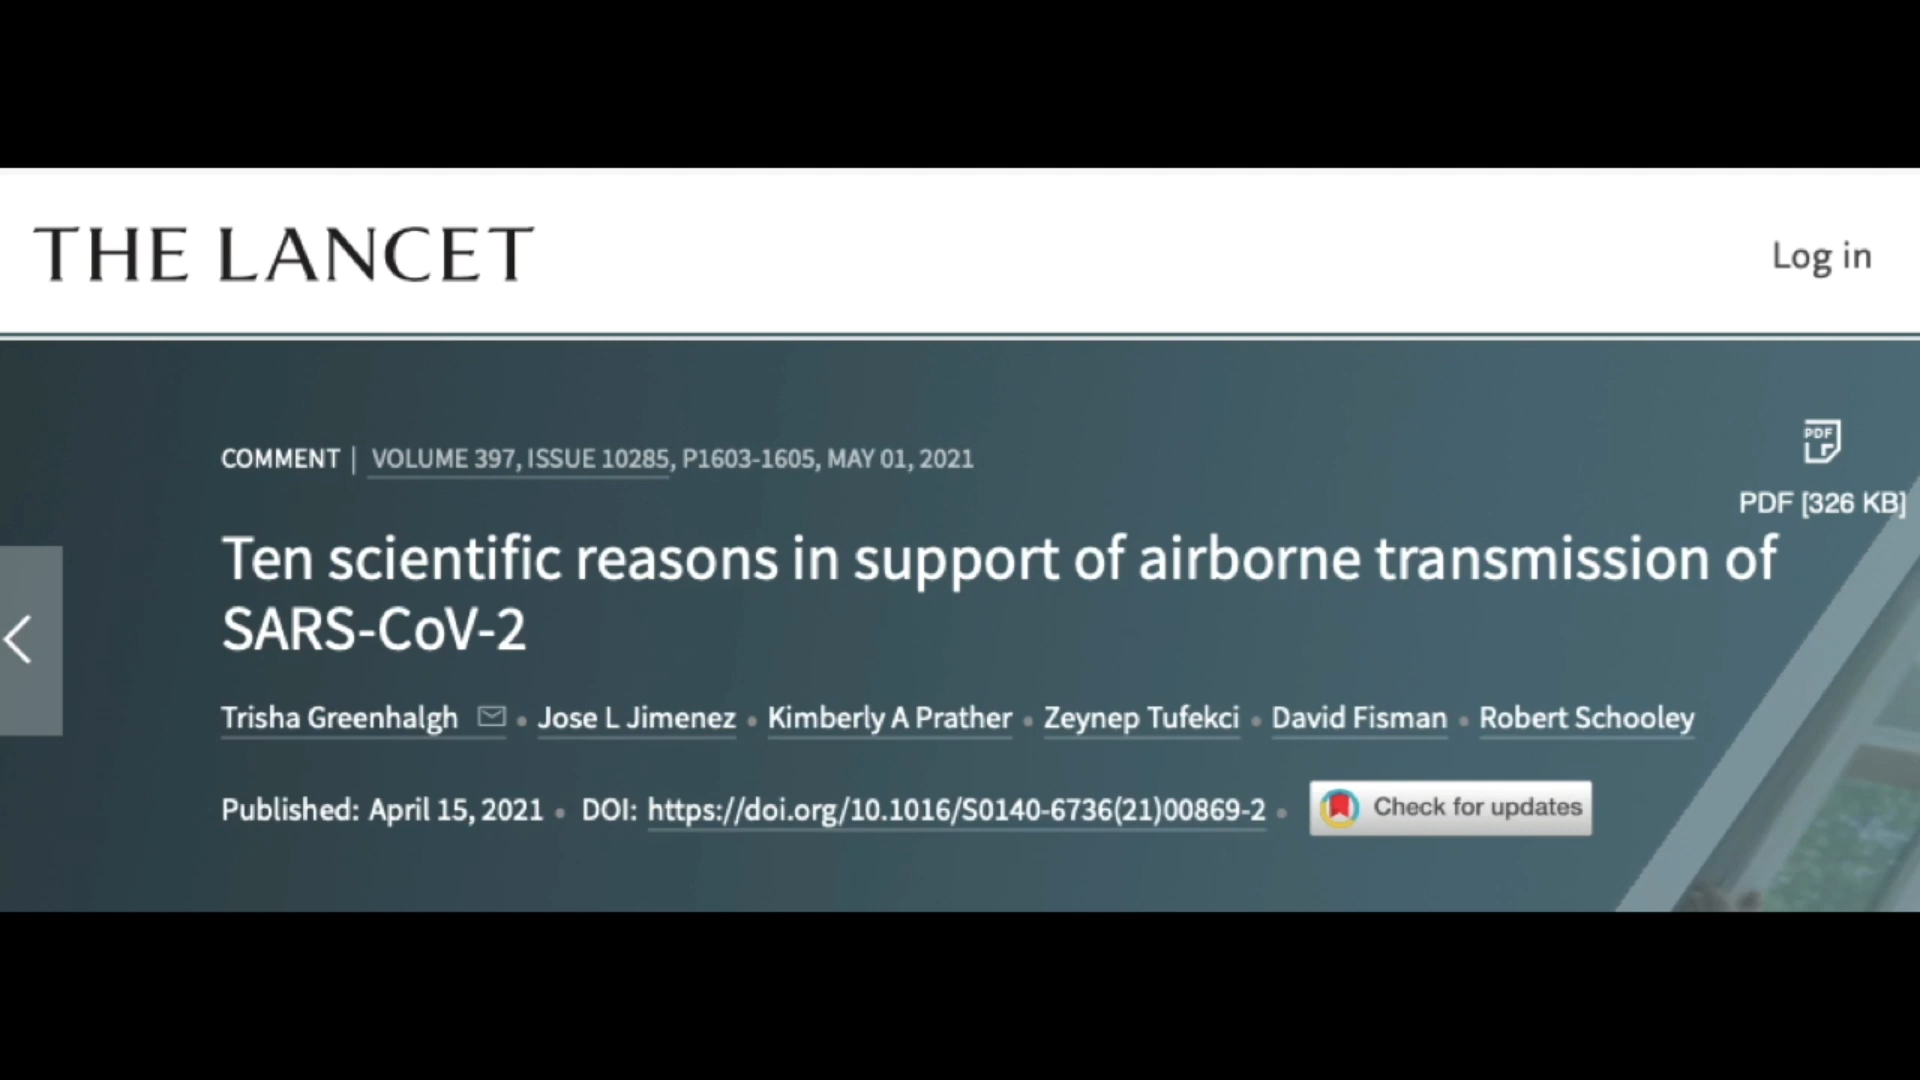 THE LANCET
Log in
COMMENT | VOLUME 397, ISSUE 10285, P1603-1605, MAY 01, 2021
PDF
PDF [326 KB]
Ten scientific reasons in support of airborne transmission of
SARS-CoV-2
Trisha Greenhalgh • Jose L Jimenez • Kimberly A Prather • Zeynep Tufekci • David Fisman • Robert Schooley
Published: April 15, 2021 • DOI: https://doi.org/10.1016/S0140-6736(21)00869-2 • Check for updates